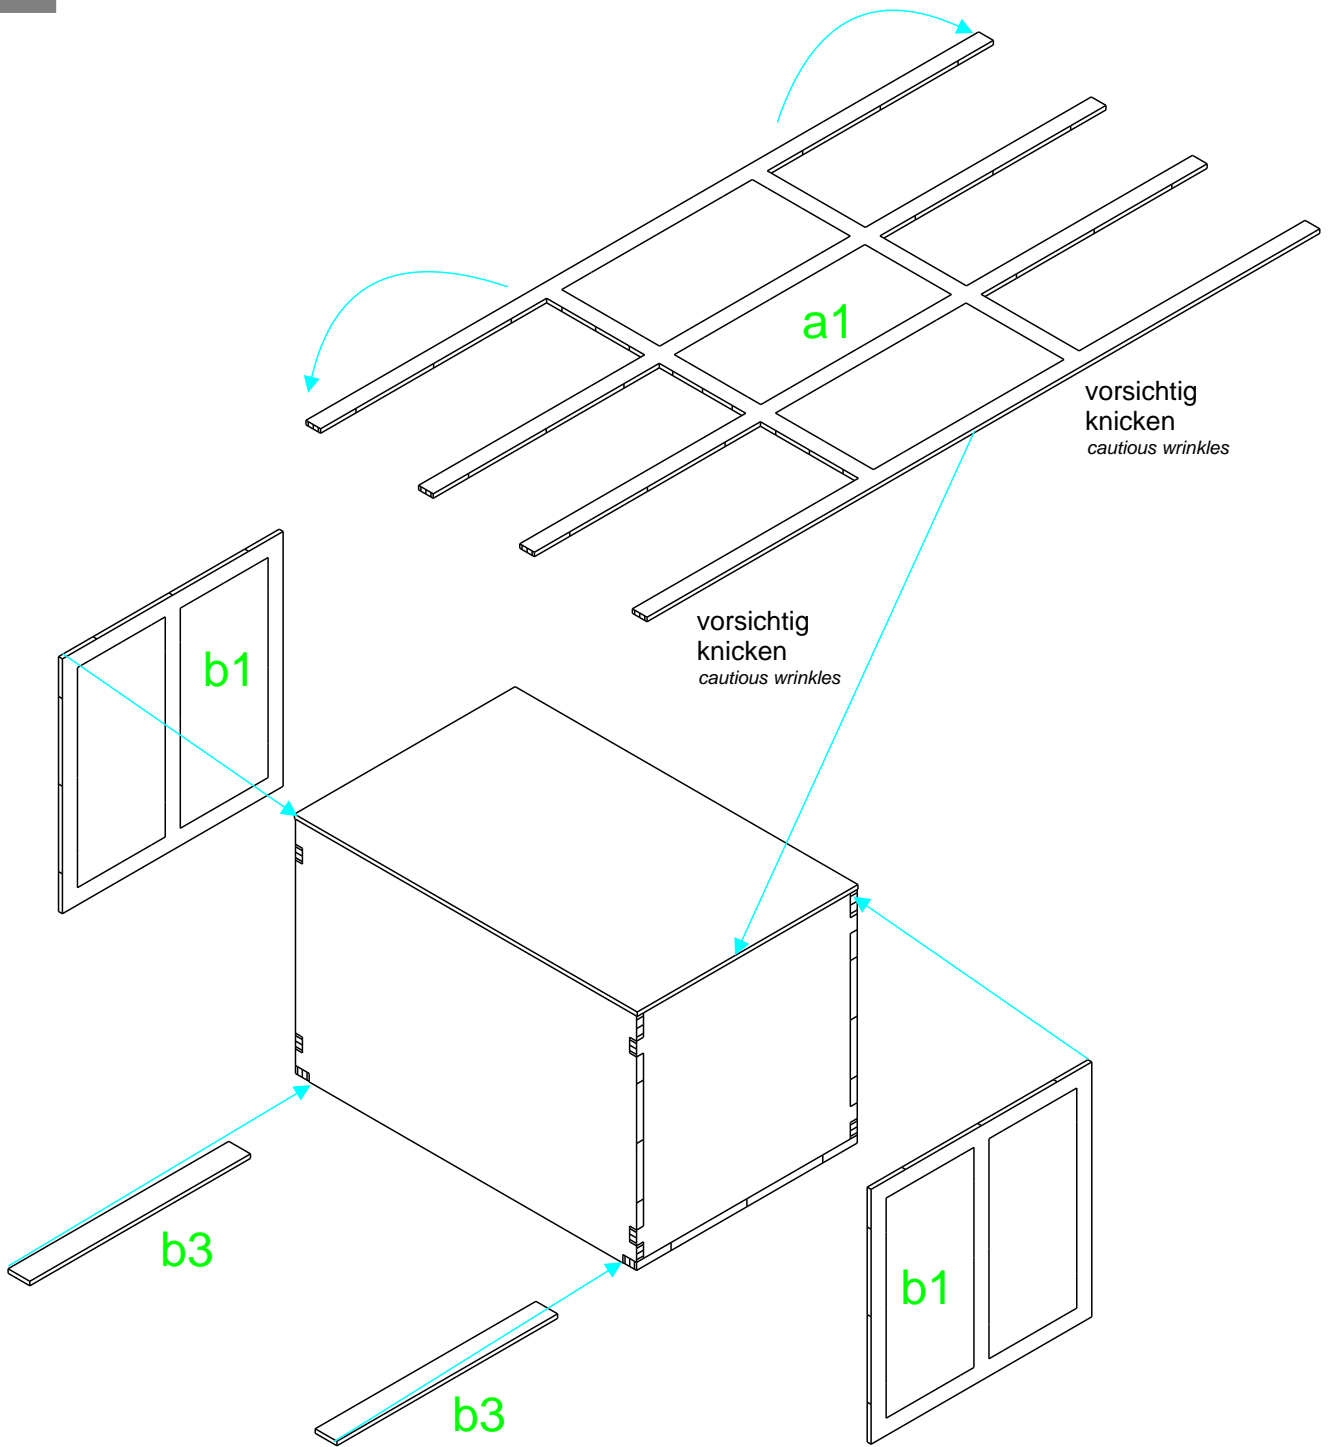 a1
vorsichtig
knicken
cautious wrinkles
vorsichtig
knicken
cautious wrinkles
b1
b3
b1
b3